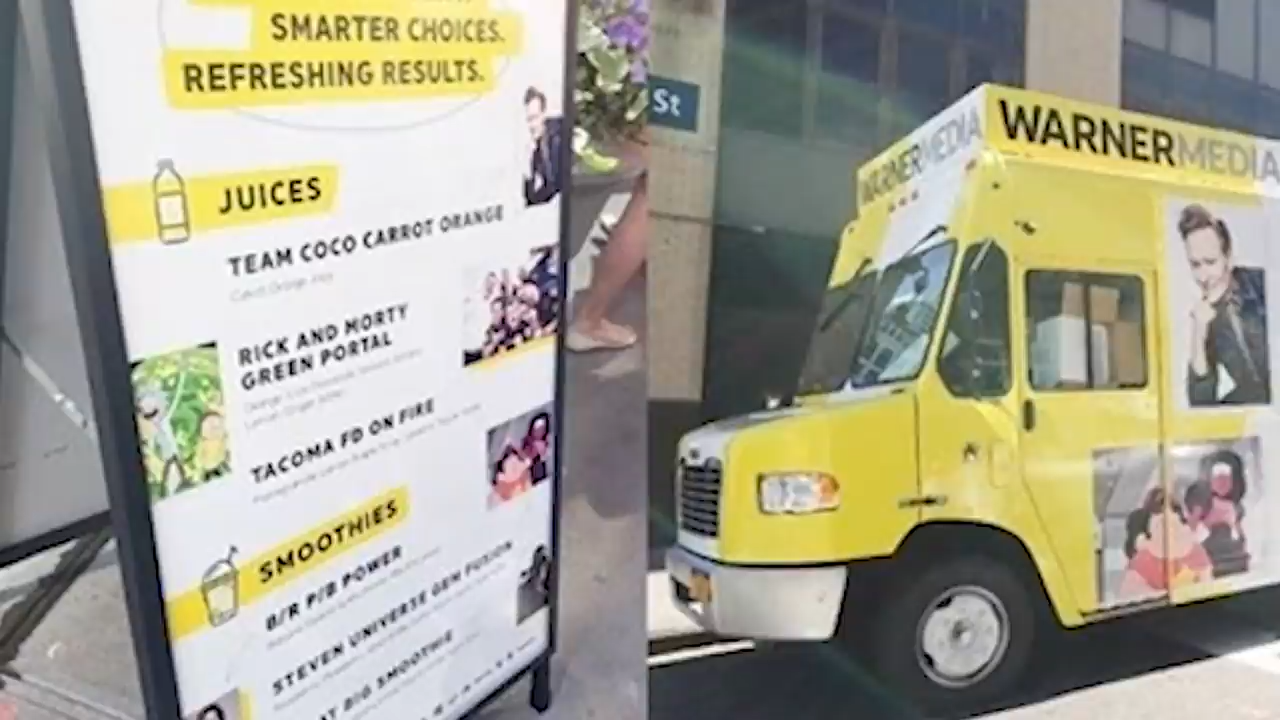 SMARTER CHOICES.
REFRESHING RESULTS.
JUICES
TEAM COCO CARROT ORANGE
RICK AND MORTY
GREEN PORTAL
TACOMA FD ON FIRE
SMOOTHIES
B/R P/B POWER
STEVEN UNIVERSE GEM FUSION
BIG SMOOTHIE
St
WARNERMEDIA
WARNERMEDIA